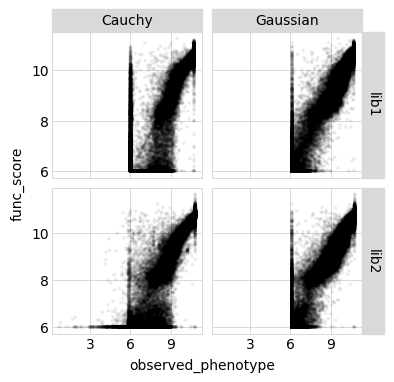 Cauchy Gaussian
10
8
6
lib1
func_score
10
8
6
lib2
3 6 9 3 6 9
observed_phenotype